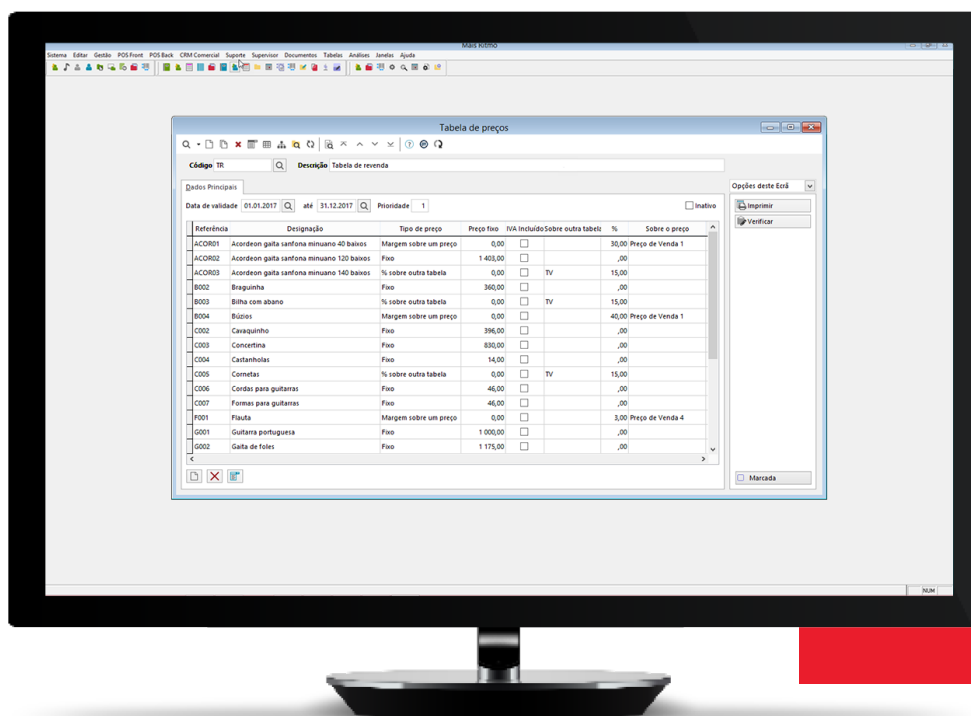 Mais Ritmo
Sistema Editar Gestão POS Front POS Back CRM Comercial Suporte Supervisor Documentos Tabelas Análises Janelas Ajuda
Tabela de preços
Código TR Descrição Tabela de revenda
Dados Principais
Opções deste Ecrã
Data de validade 01.01.2017 até 31.12.2017 Prioridade 1 Inativo
Imprimir
Verificar
Referência Designação Tipo de preço Preço fixo IVA Incluído Sobre outra tabela % Sobre o preço
ACOR01 Acordeon gaita sanfona minuano 40 baixos Margem sobre um preço 0,00 30,00 Preço de Venda 1
ACOR02 Acordeon gaita sanfona minuano 120 baixos Fixo 1 403,00 ,00
ACOR03 Acordeon gaita sanfona minuano 140 baixos % sobre outra tabela 0,00 TV 15,00
B002 Braguinha Fixo 360,00 ,00
B003 Bilha com abano % sobre outra tabela 0,00 TV 15,00
B004 Búzios Margem sobre um preço 0,00 40,00 Preço de Venda 1
C002 Cavaquinho Fixo 396,00 ,00
C003 Concertina Fixo 830,00 ,00
C004 Castanholas Fixo 14,00 ,00
C005 Cornetas % sobre outra tabela 0,00 TV 15,00
C006 Cordas para guitarras Fixo 46,00 ,00
C007 Formas para guitarras Fixo 46,00 ,00
F001 Flauta Margem sobre um preço 0,00 3,00 Preço de Venda 4
G001 Guitarra portuguesa Fixo 1 000,00 ,00
G002 Gaita de foles Fixo 1 175,00 ,00
Marcada
NUM